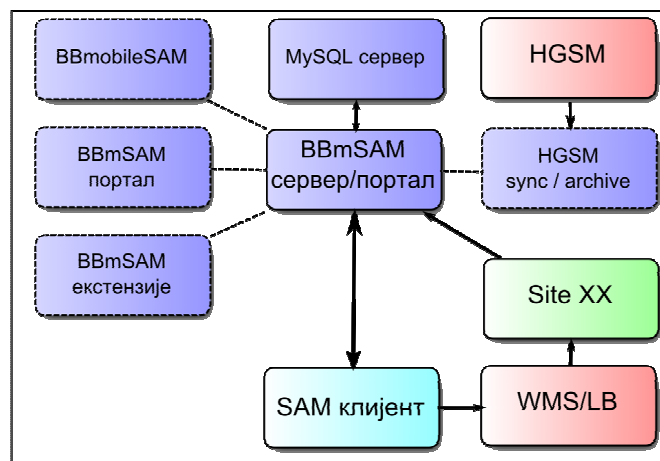 BBmobileSAM
MySQL сервер
HGSM
BBmSAM
портал
BBmSAM
сервер/портал
HGSM
sync / archive
BBmSAM
екстензије
Site XX
SAM клијент
WMS/LB